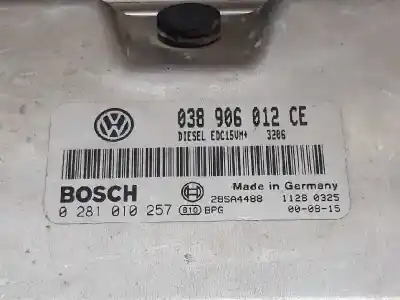 038 906 012 CE
DIESEL EDC15VM+ 3206
BOSCH
Made in Germany
28SA4488 1128 0325
0 281 010 257 B10 BPG 00-08-15